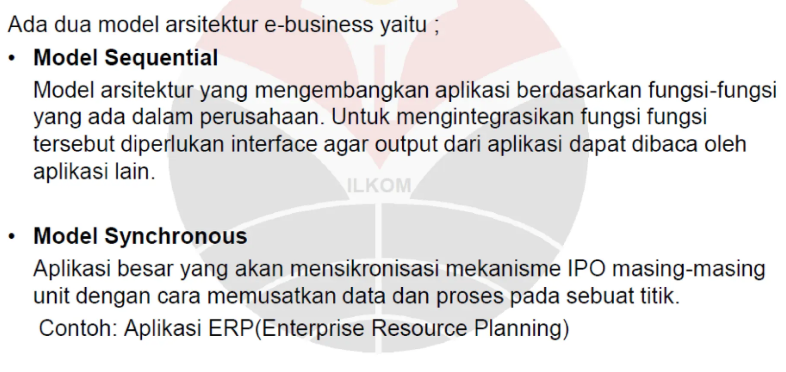 Ada dua model arsitektur e-business yaitu ;
• Model Sequential
Model arsitektur yang mengembangkan aplikasi berdasarkan fungsi-fungsi
yang ada dalam perusahaan. Untuk mengintegrasikan fungsi fungsi
tersebut diperlukan interface agar output dari aplikasi dapat dibaca oleh
aplikasi lain.
ILKOM
• Model Synchronous
Aplikasi besar yang akan mensikronisasi mekanisme IPO masing-masing
unit dengan cara memusatkan data dan proses pada sebuat titik.
Contoh: Aplikasi ERP(Enterprise Resource Planning)